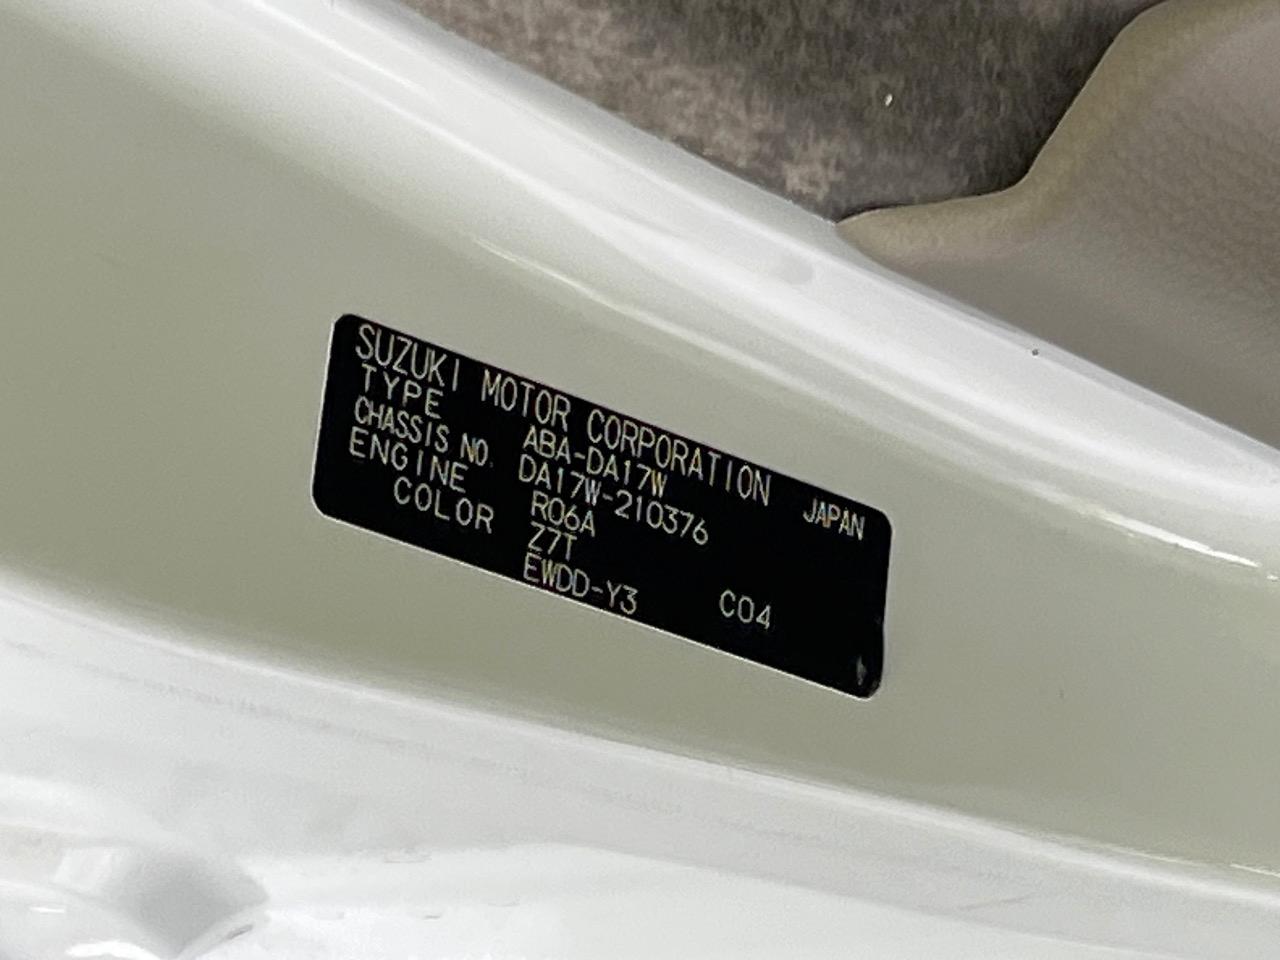 SUZUKI MOTOR CORPORATION JAPAN
TYPE ABA-DA17W
CHASSIS NO. DA17W-210376
ENGINE R06A
COLOR Z7T
EWDD-Y3 C04